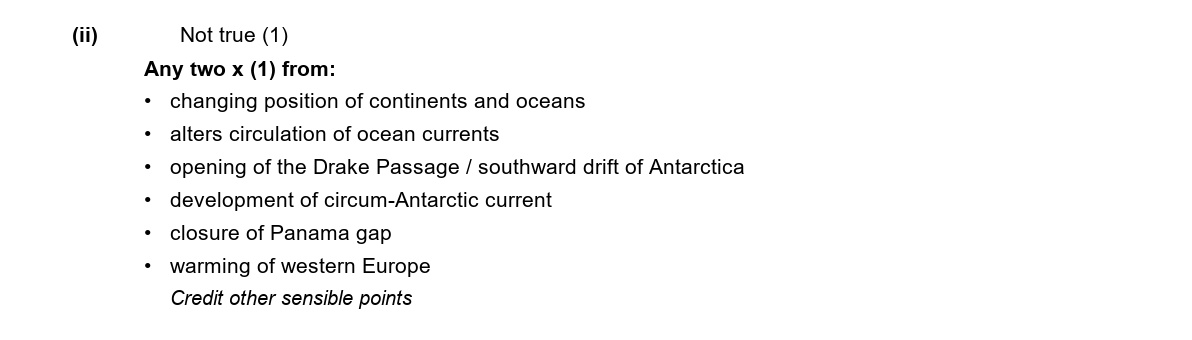 (ii) Not true (1)
Any two x (1) from:
• changing position of continents and oceans
• alters circulation of ocean currents
• opening of the Drake Passage / southward drift of Antarctica
• development of circum-Antarctic current
• closure of Panama gap
• warming of western Europe
Credit other sensible points